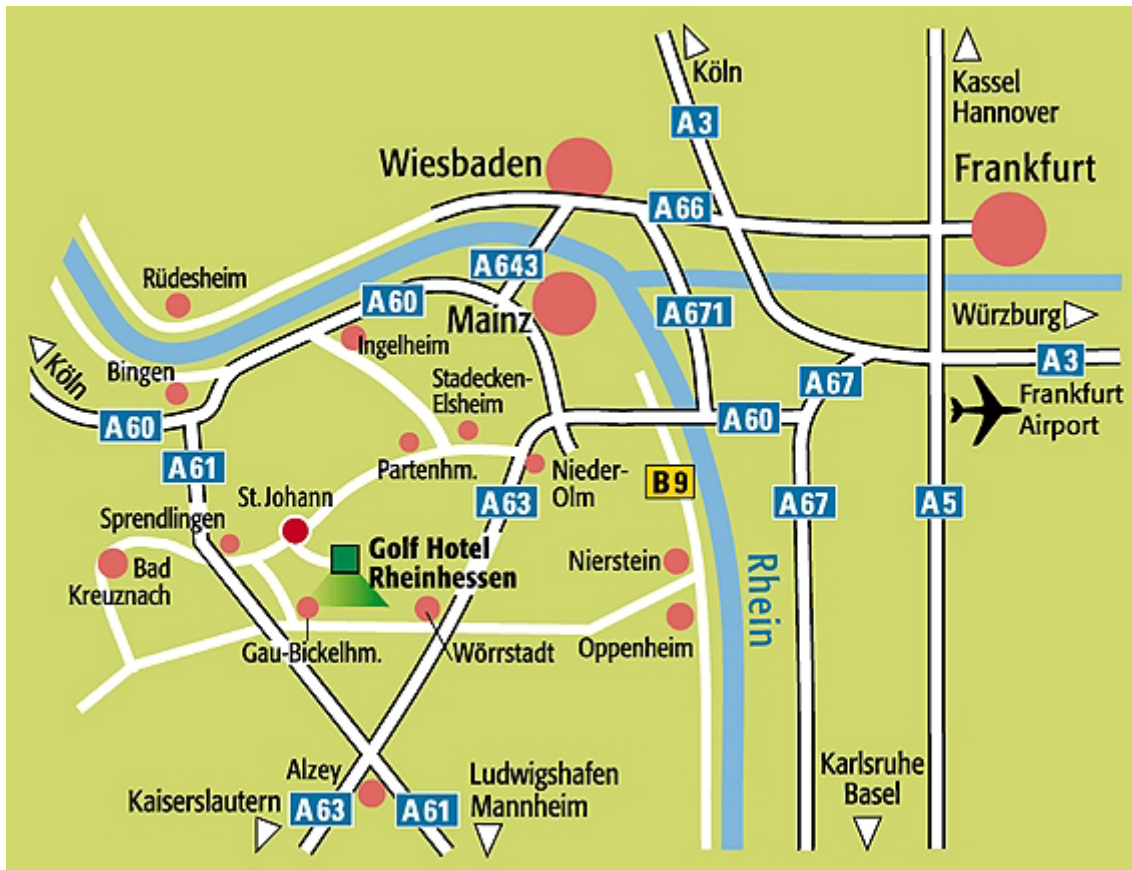 Köln
Kassel
Hannover
A3
Wiesbaden
Frankfurt
A66
A643
Rüdesheim
A60
Mainz
A671
Würzburg
Köln
Ingelheim
A3
Bingen
Stadecken-
Elsheim
A67
Frankfurt
Airport
A60
A60
A61
Partenhm.
Nieder-
Olm
B9
St. Johann
A63
A67
A5
Sprendlingen
Golf Hotel
Rheinhessen
Nierstein
Rhein
Bad
Kreuznach
Gau-Bickelhm.
Wörrstadt
Oppenheim
Alzey
Ludwigshafen
Mannheim
Karlsruhe
Basel
Kaiserslautern
A63
A61